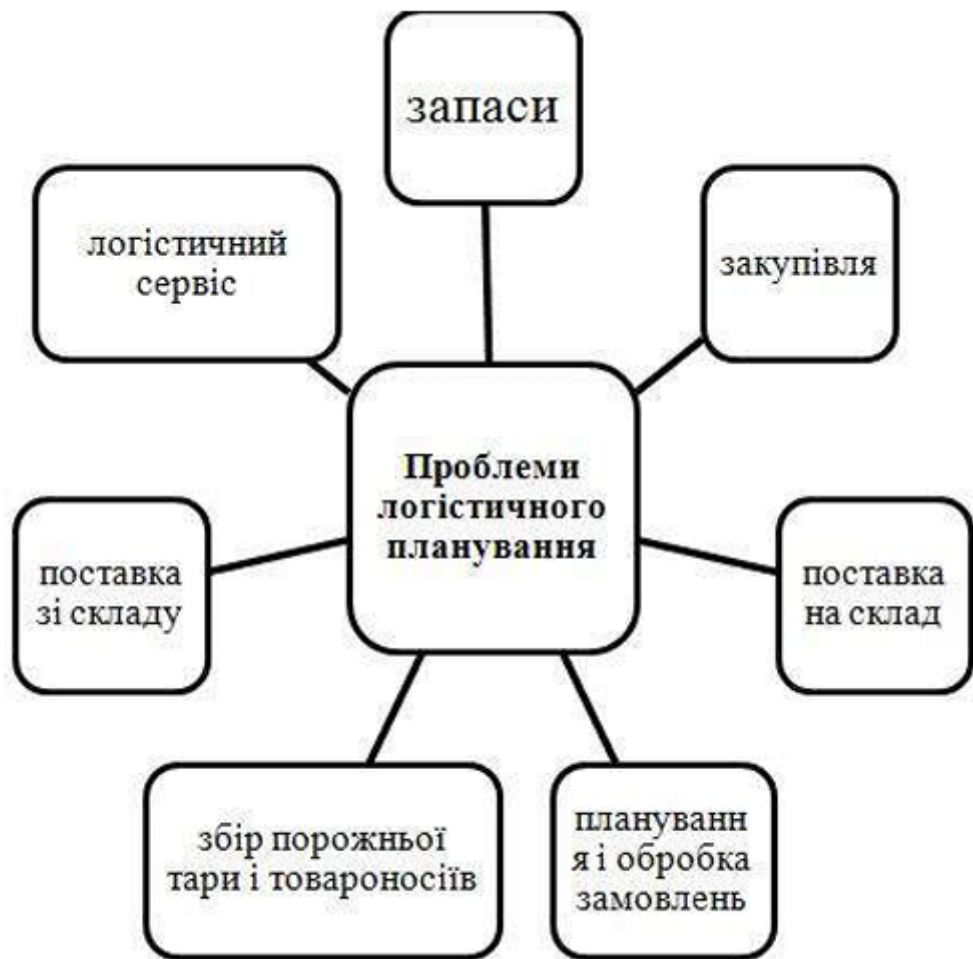 запаси
логістичний
сервіс
закупівля
Проблеми
логістичного
планування
поставка
зі складу
поставка
на склад
збір порожньої
тари і товароносіїв
плануванн
я і обробка
замовлень